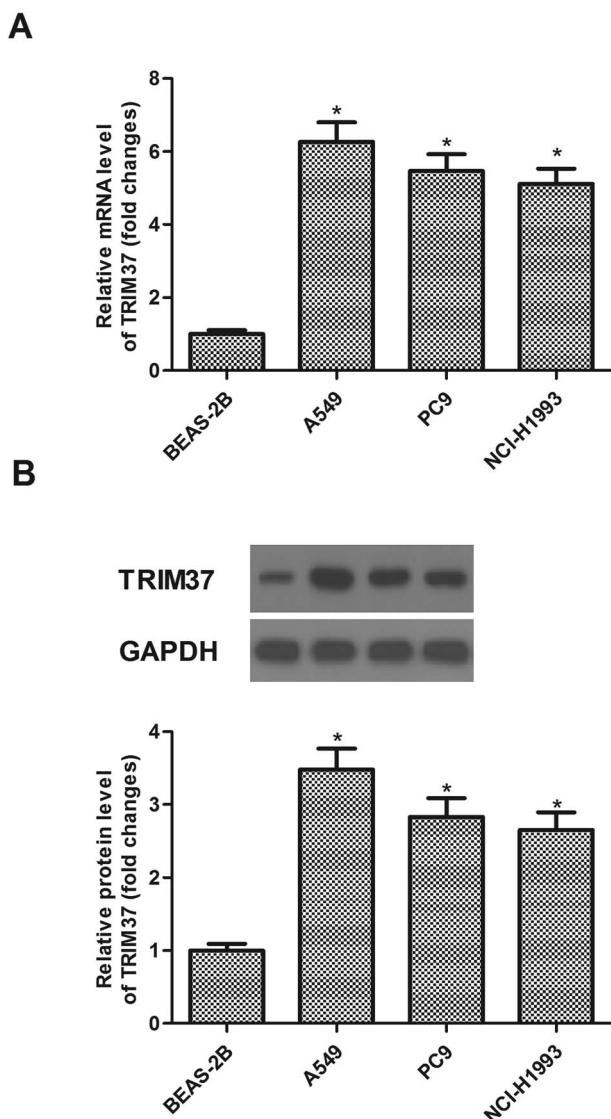 A
Relative mRNA level
of TRIM37 (fold changes)
8
6
4
2
0
*
*
*
BEAS-2B
A549
PC9
NCI-H1993
B
TRIM37
GAPDH
Relative protein level
of TRIM37 (fold changes)
4
3
2
1
0
*
*
*
BEAS-2B
A549
PC9
NCI-H1993